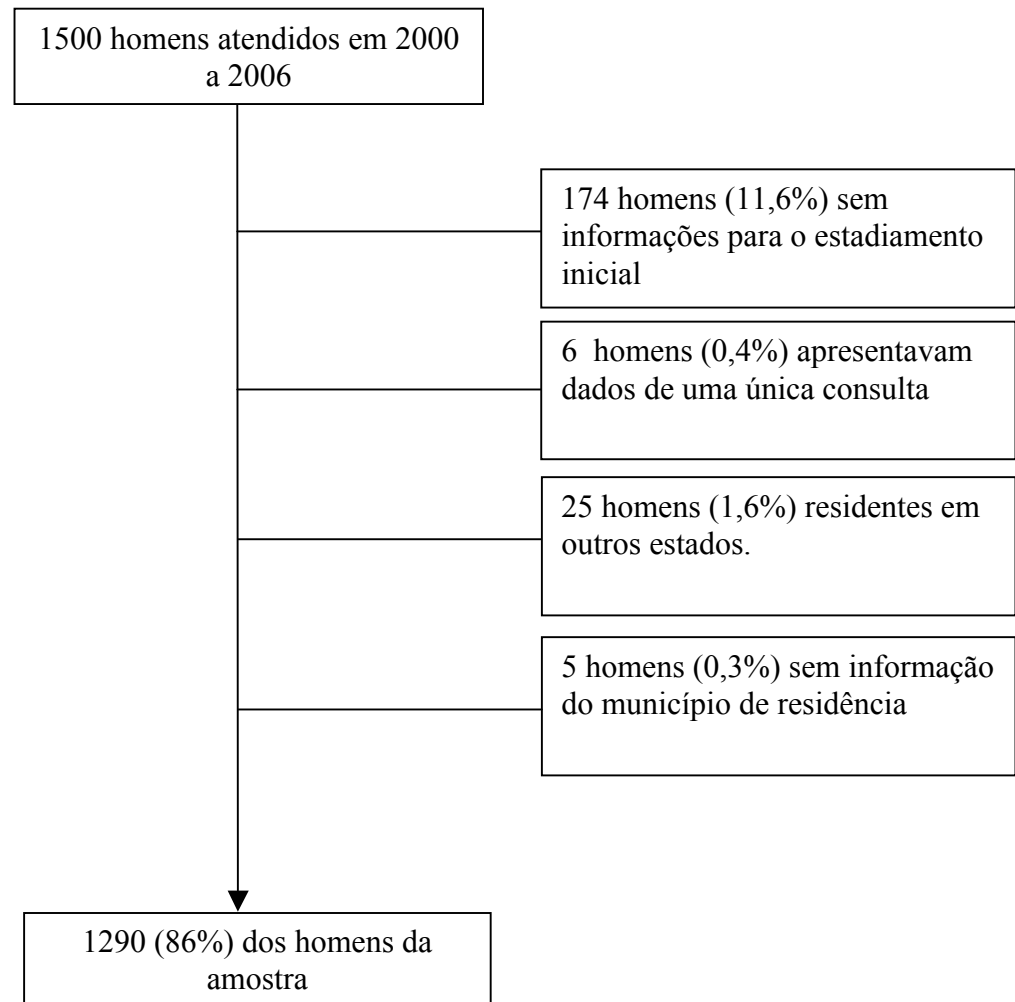 1500 homens atendidos em 2000
a 2006
174 homens (11,6%) sem
informações para o estadiamento
inicial
6  homens (0,4%) apresentavam
dados de uma única consulta
25 homens (1,6%) residentes em
outros estados.
5 homens (0,3%) sem informação
do município de residência
1290 (86%) dos homens da
amostra